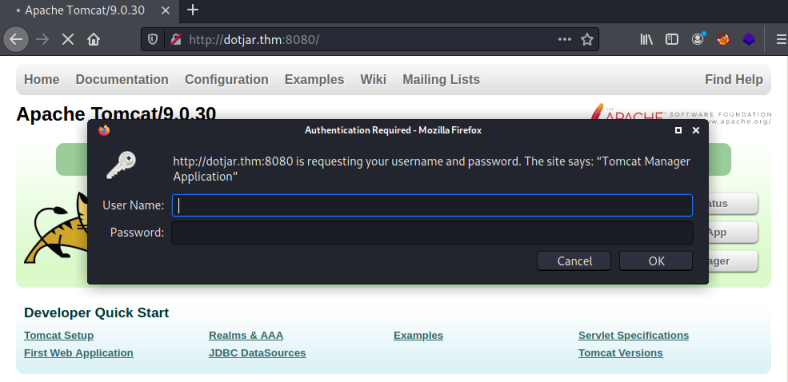 Apache Tomcat/9.0.30
http://dotjar.thm:8080/
Home Documentation Configuration Examples Wiki Mailing Lists Find Help
Apache Tomcat/9.0.30
APACHE SOFTWARE FOUNDATION
w.apache.org/
Authentication Required - Mozilla Firefox
http://dotjar.thm:8080 is requesting your username and password. The site says: “Tomcat Manager
Application”
User Name:
Password:
Cancel OK
atus
App
ager
Developer Quick Start
Tomcat Setup Realms & AAA Examples Servlet Specifications
First Web Application JDBC DataSources Tomcat Versions